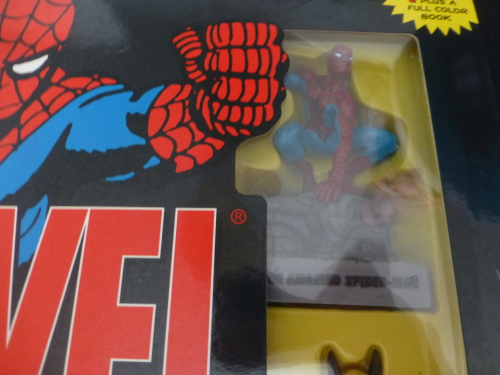 PLUS A
FULL COLOR
BOOK
VEL
®
AMAZING SPIDER-MAN